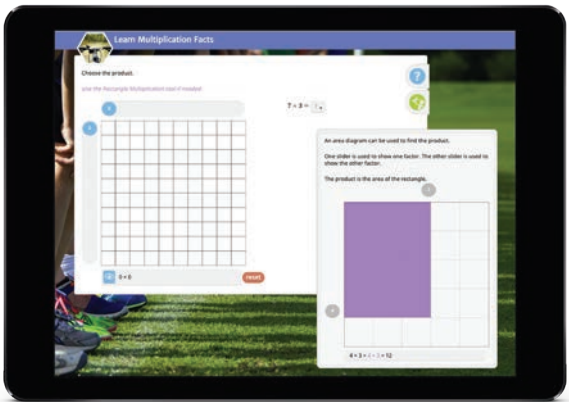 Learn Multiplication Facts
Choose the product.
Use the Rectangle Multiplication tool if needed!
7 × 3 =
?
0 × 0
reset
An area diagram can be used to find the product.
One slider is used to show one factor. The other slider is used to
show the other factor.
The product is the area of the rectangle.